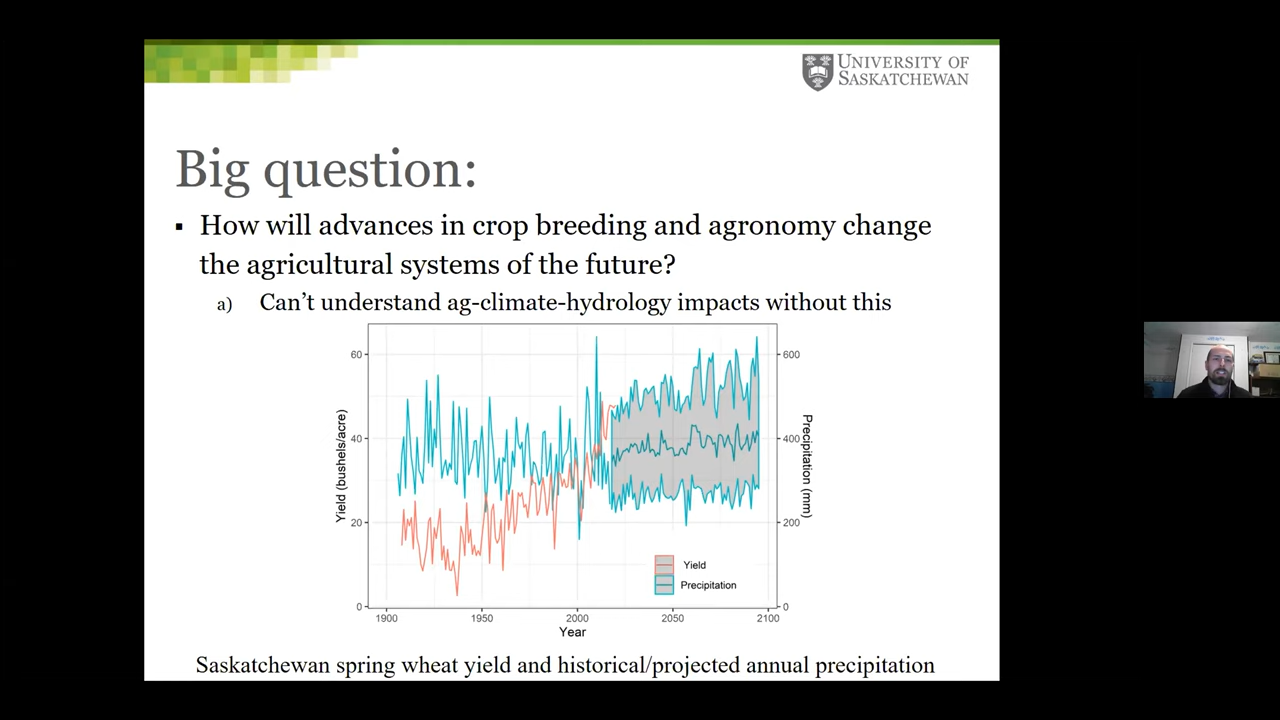 UNIVERSITY OF
SASKATCHEWAN
Big question:
▪ How will advances in crop breeding and agronomy change
the agricultural systems of the future?
a) Can't understand ag-climate-hydrology impacts without this
60
40
20
0
Yield (bushels/acre)
600
400
200
0
Precipitation (mm)
Yield
Precipitation
1900 1950 2000 2050 2100
Year
Saskatchewan spring wheat yield and historical/projected annual precipitation